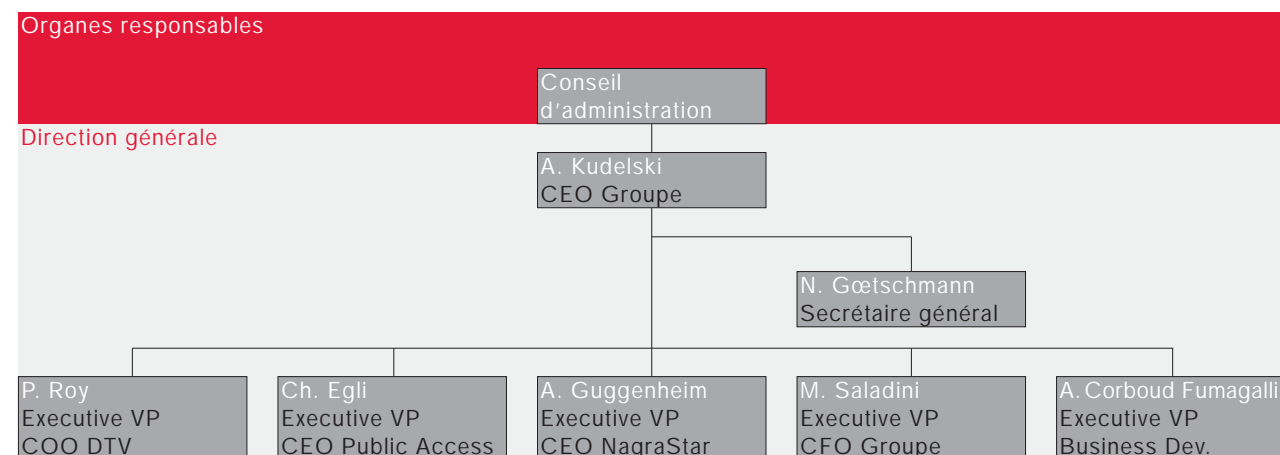 Organes responsables
Conseil
d'administration
Direction générale
A. Kudelski
CEO Groupe
N. Gœtschmann
Secrétaire général
P. Roy
Executive VP
COO DTV
Ch. Egli
Executive VP
CEO Public Access
A. Guggenheim
Executive VP
CEO NagraStar
M. Saladini
Executive VP
CFO Groupe
A. Corboud Fumagalli
Executive VP
Business Dev.